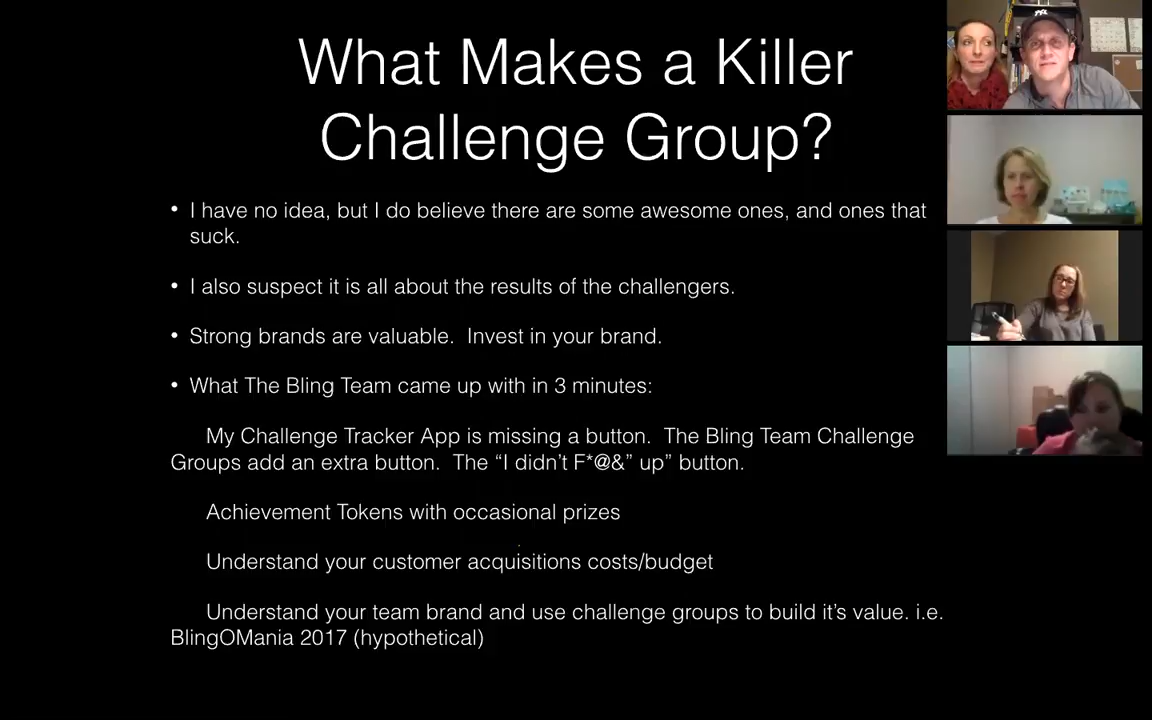 What Makes a Killer
Challenge Group?
• I have no idea, but I do believe there are some awesome ones, and ones that
suck.
• I also suspect it is all about the results of the challengers.
• Strong brands are valuable.  Invest in your brand.
• What The Bling Team came up with in 3 minutes:
My Challenge Tracker App is missing a button.  The Bling Team Challenge
Groups add an extra button.  The “I didn’t F*@&” up” button.
Achievement Tokens with occasional prizes
Understand your customer acquisitions costs/budget
Understand your team brand and use challenge groups to build it’s value. i.e.
BlingOMania 2017 (hypothetical)